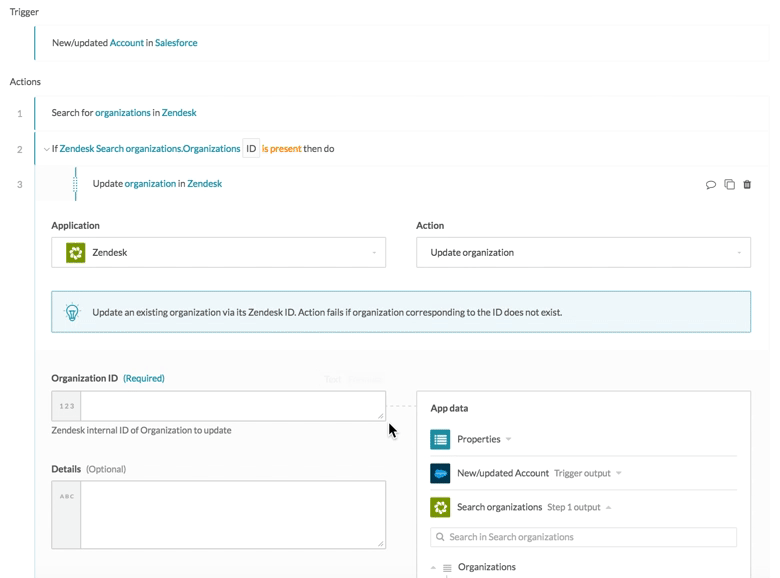 Trigger
New/updated Account in Salesforce
Actions
1 Search for organizations in Zendesk
2 If Zendesk Search organizations.Organizations ID is present then do
3 Update organization in Zendesk
Application Action
Zendesk Update organization
Update an existing organization via its Zendesk ID. Action fails if organization corresponding to the ID does not exist.
Organization ID (Required) Text
123
Zendesk internal ID of Organization to update
App data
Properties
Details (Optional)
New/updated Account Trigger output
ABC
Search organizations Step 1 output
Search in Search organizations
Organizations